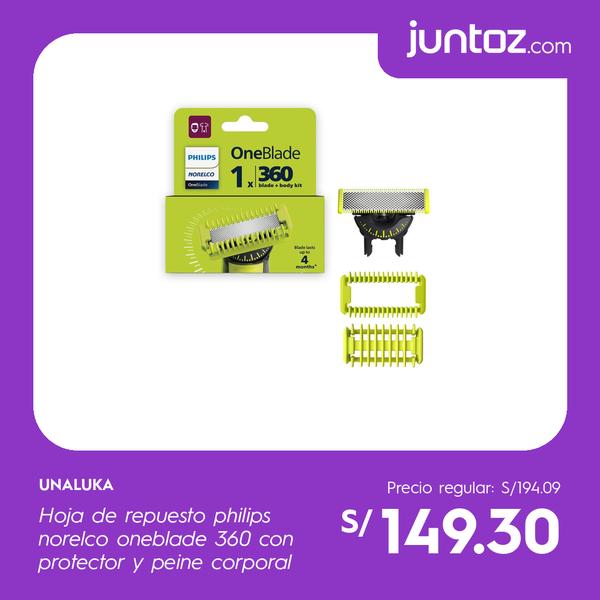 juntoz.com
PHILIPS
NORELCO
OneBlade
OneBlade
1x 360
blade + body kit
Blade lasts
up to
4
months*
UNALUKA
Hoja de repuesto philips
norelco oneblade 360 con
protector y peine corporal
Precio regular: S/194.09
S/ 149.30